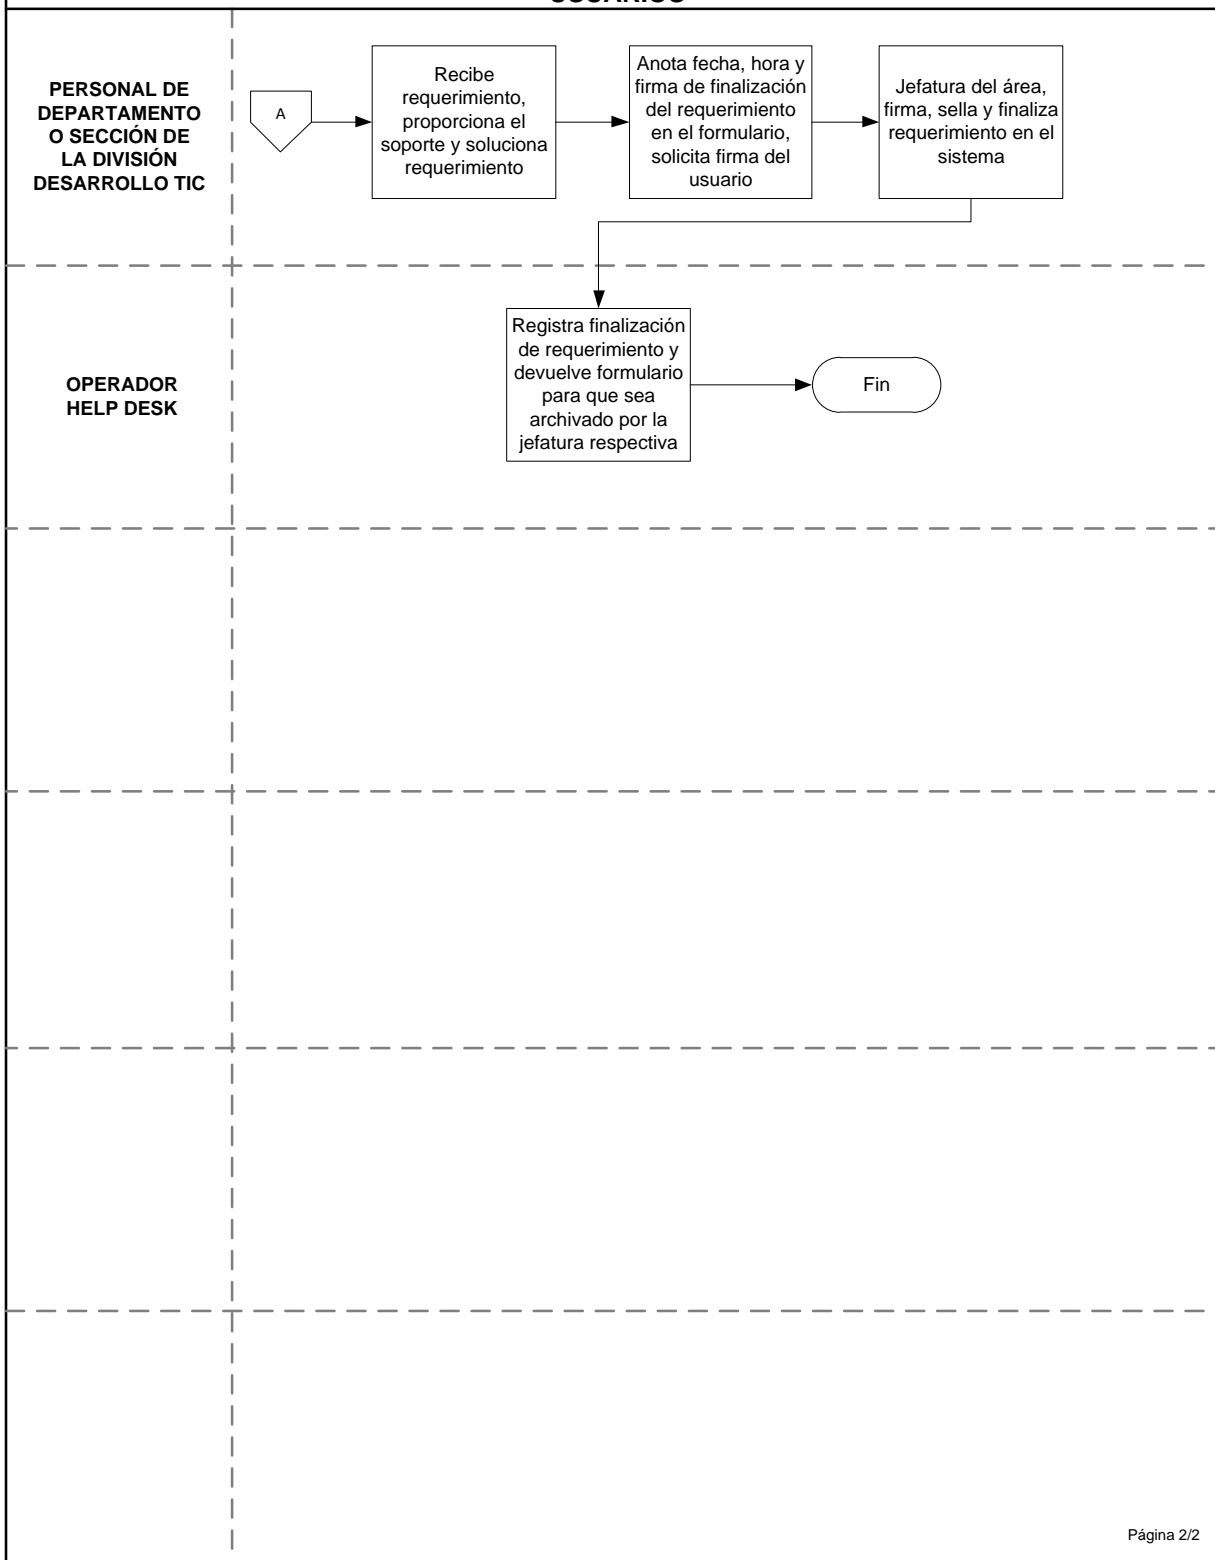 USUARIOS
PERSONAL DE
DEPARTAMENTO
O SECCIÓN DE
LA DIVISIÓN
DESARROLLO TIC
A
Recibe
requerimiento,
proporciona el
soporte y soluciona
requerimiento
Anota fecha, hora y
firma de finalización
del requerimiento
en el formulario,
solicita firma del
usuario
Jefatura del área,
firma, sella y finaliza
requerimiento en el
sistema
OPERADOR
HELP DESK
Registra finalización
de requerimiento y
devuelve formulario
para que sea
archivado por la
jefatura respectiva
Fin
Página 2/2